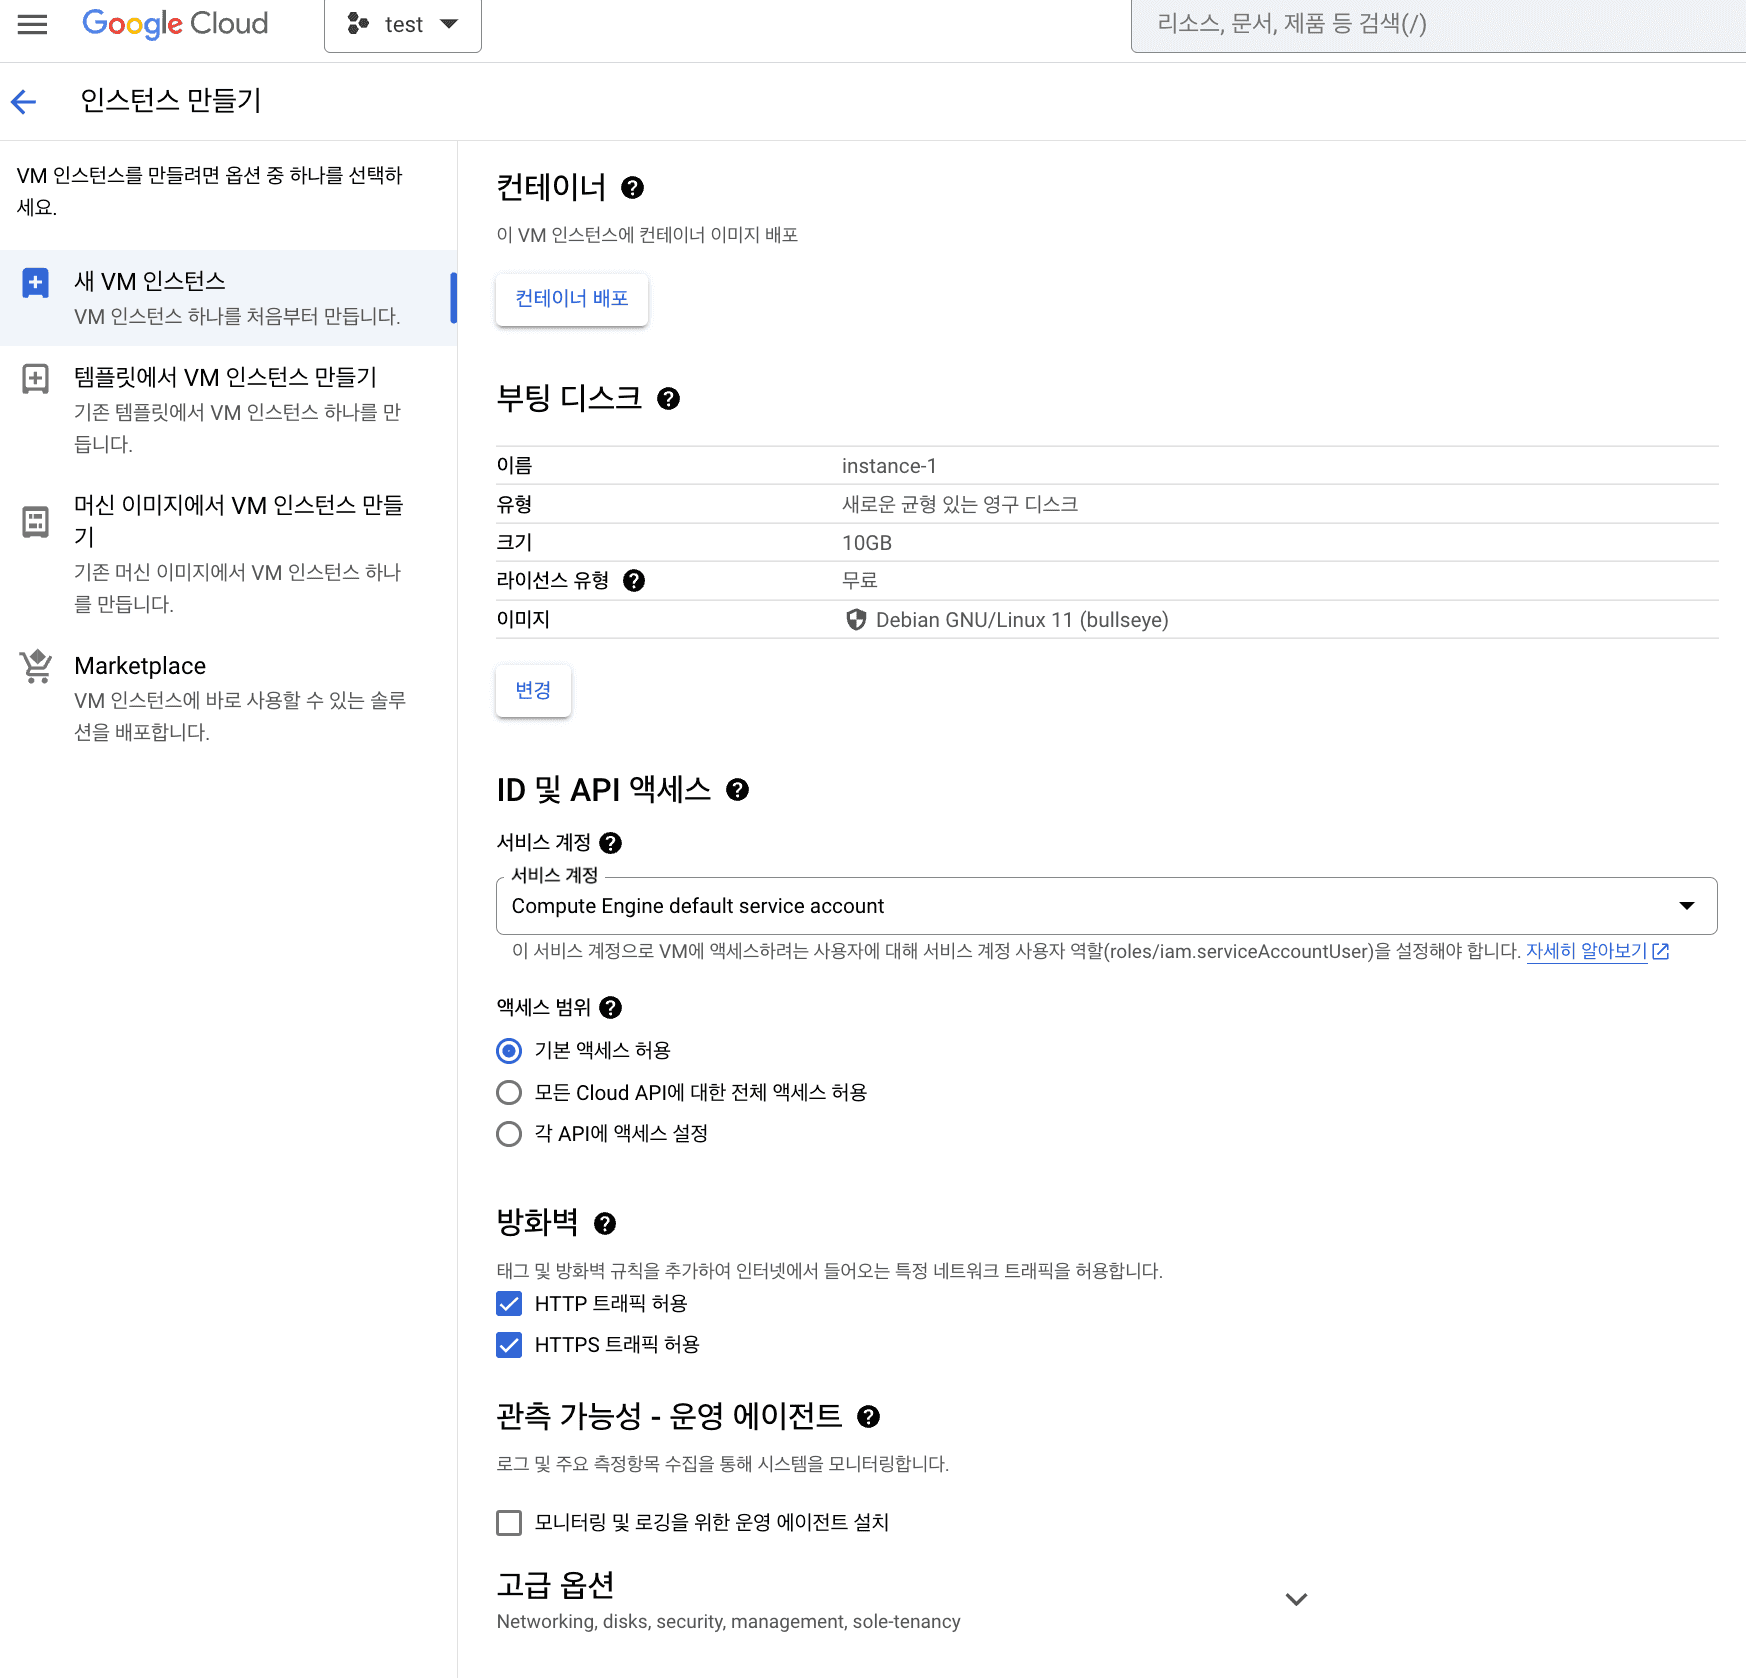 Google Cloud
test
리소스, 문서, 제품 등 검색(/)
인스턴스 만들기
VM 인스턴스를 만들려면 옵션 중 하나를 선택하
세요.
새 VM 인스턴스
VM 인스턴스 하나를 처음부터 만듭니다.
템플릿에서 VM 인스턴스 만들기
기존 템플릿에서 VM 인스턴스 하나를 만
듭니다.
머신 이미지에서 VM 인스턴스 만들
기
기존 머신 이미지에서 VM 인스턴스 하나
를 만듭니다.
Marketplace
VM 인스턴스에 바로 사용할 수 있는 솔루
션을 배포합니다.
컨테이너
이 VM 인스턴스에 컨테이너 이미지 배포
컨테이너 배포
부팅 디스크
이름 instance-1
유형 새로운 균형 있는 영구 디스크
크기 10GB
라이선스 유형 무료
이미지 Debian GNU/Linux 11 (bullseye)
변경
ID 및 API 액세스
서비스 계정
서비스 계정
Compute Engine default service account
이 서비스 계정으로 VM에 액세스하려는 사용자에 대해 서비스 계정 사용자 역할(roles/iam.serviceAccountUser)을 설정해야 합니다. 자세히 알아보기
액세스 범위
기본 액세스 허용
모든 Cloud API에 대한 전체 액세스 허용
각 API에 액세스 설정
방화벽
태그 및 방화벽 규칙을 추가하여 인터넷에서 들어오는 특정 네트워크 트래픽을 허용합니다.
HTTP 트래픽 허용
HTTPS 트래픽 허용
관측 가능성 - 운영 에이전트
로그 및 주요 측정항목 수집을 통해 시스템을 모니터링합니다.
모니터링 및 로깅을 위한 운영 에이전트 설치
고급 옵션
Networking, disks, security, management, sole-tenancy